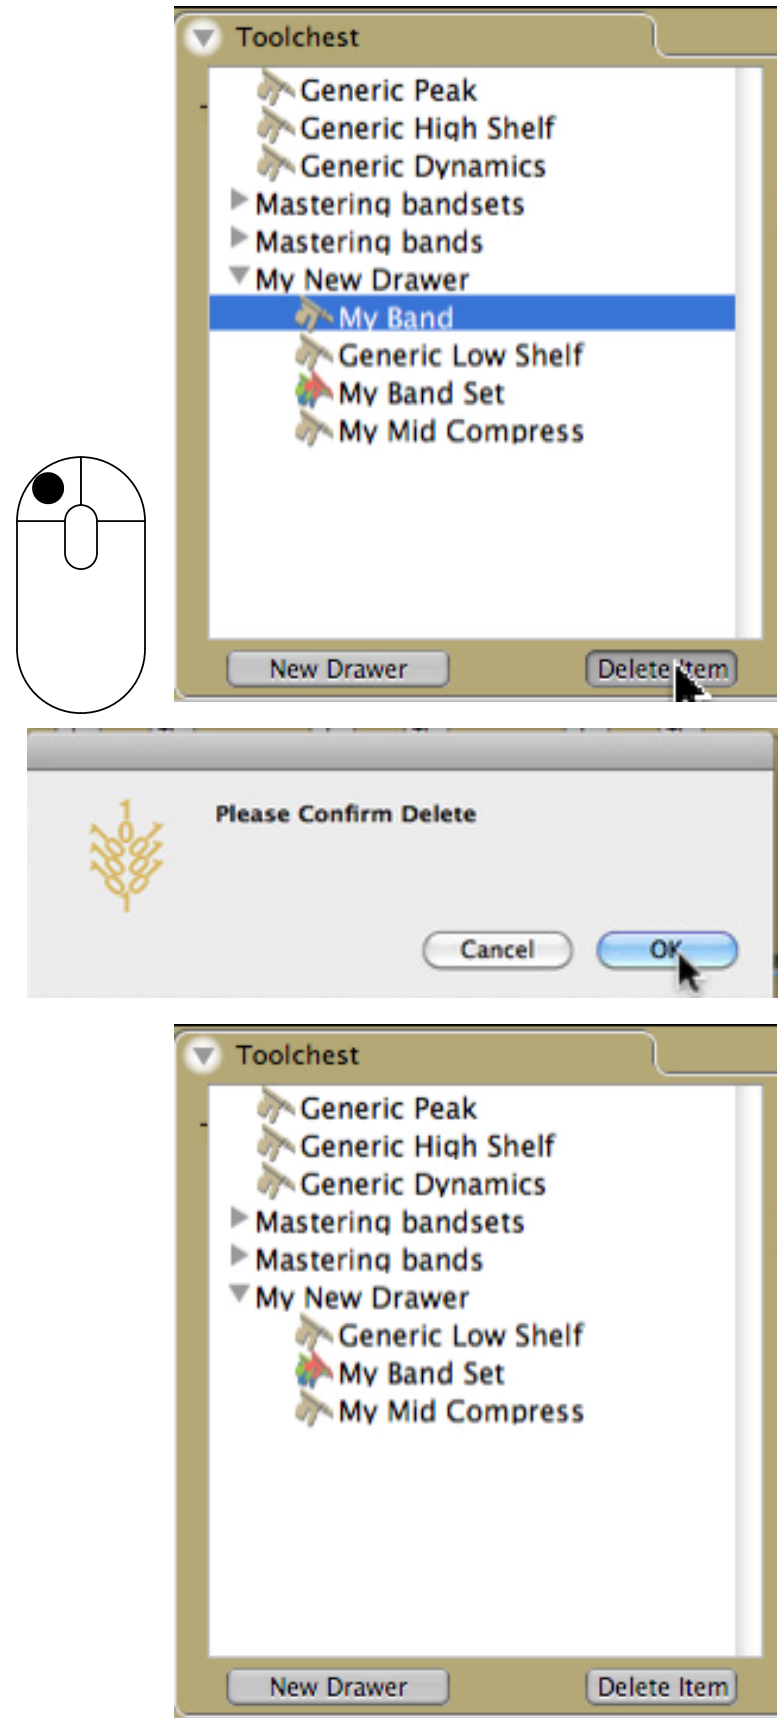 Toolchest
Generic Peak
Generic High Shelf
Generic Dynamics
Mastering bandsets
Mastering bands
My New Drawer
My Band
Generic Low Shelf
My Band Set
My Mid Compress
New Drawer Delete Item
Please Confirm Delete
Cancel OK
Toolchest
Generic Peak
Generic High Shelf
Generic Dynamics
Mastering bandsets
Mastering bands
My New Drawer
Generic Low Shelf
My Band Set
My Mid Compress
New Drawer Delete Item